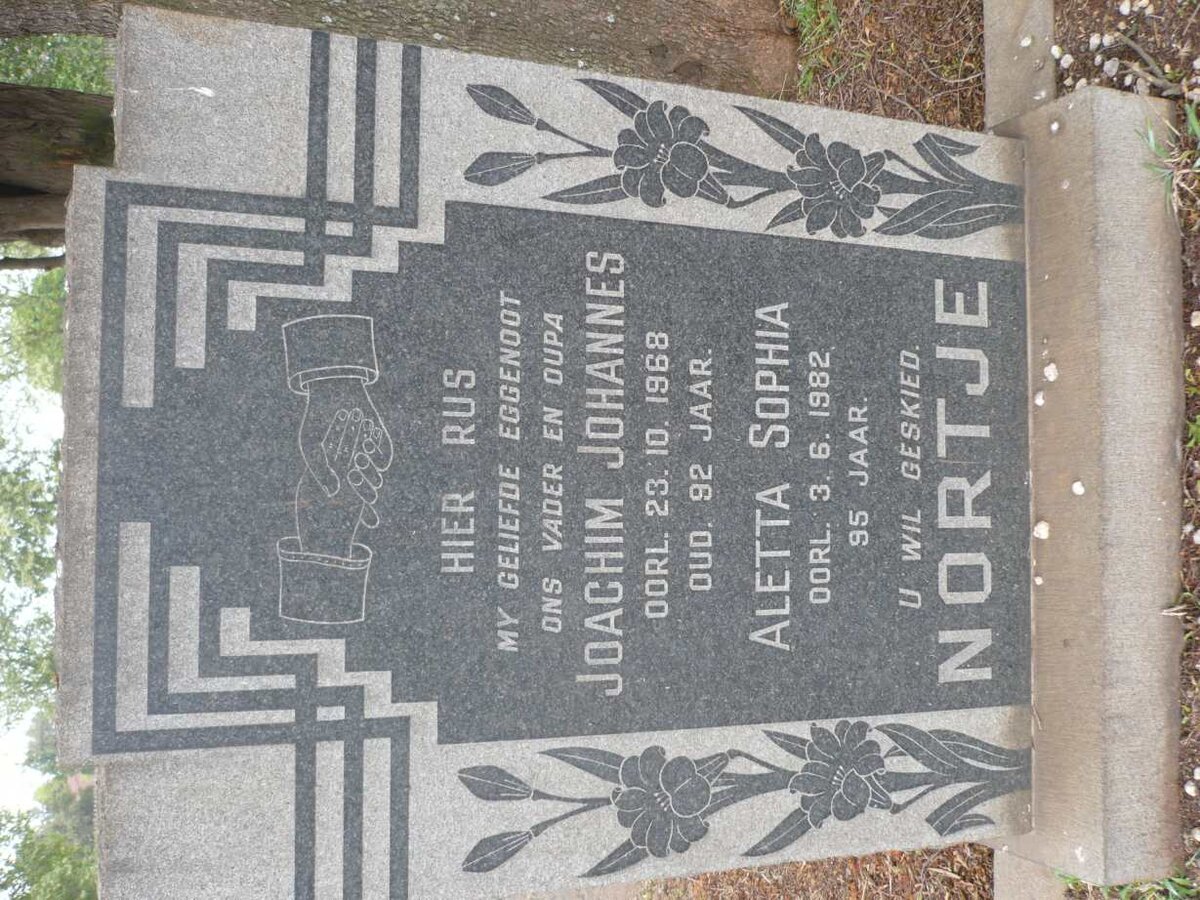 HIER RUS
MY GELIEFDE EGGENOOT
ONS VADER EN OUPA
JOACHIM JOHANNES
OORL. 23. 10. 1968
OUD. 92 JAAR.
ALETTA SOPHIA
OORL. 3. 6. 1982.
95 JAAR.
U WIL GESKIED.
NORTJE